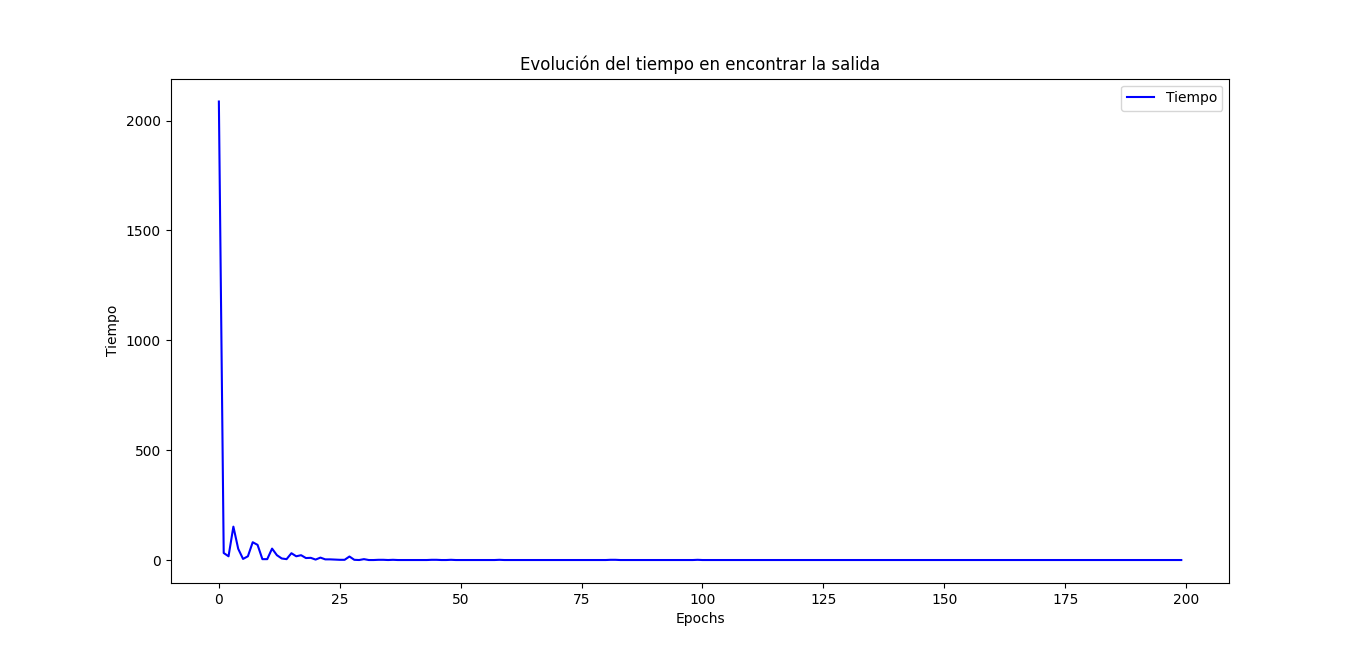 Evolución del tiempo en encontrar la salida
Tiempo
2000
1500
1000
500
0
Tiempo
0 25 50 75 100 125 150 175 200
Epochs